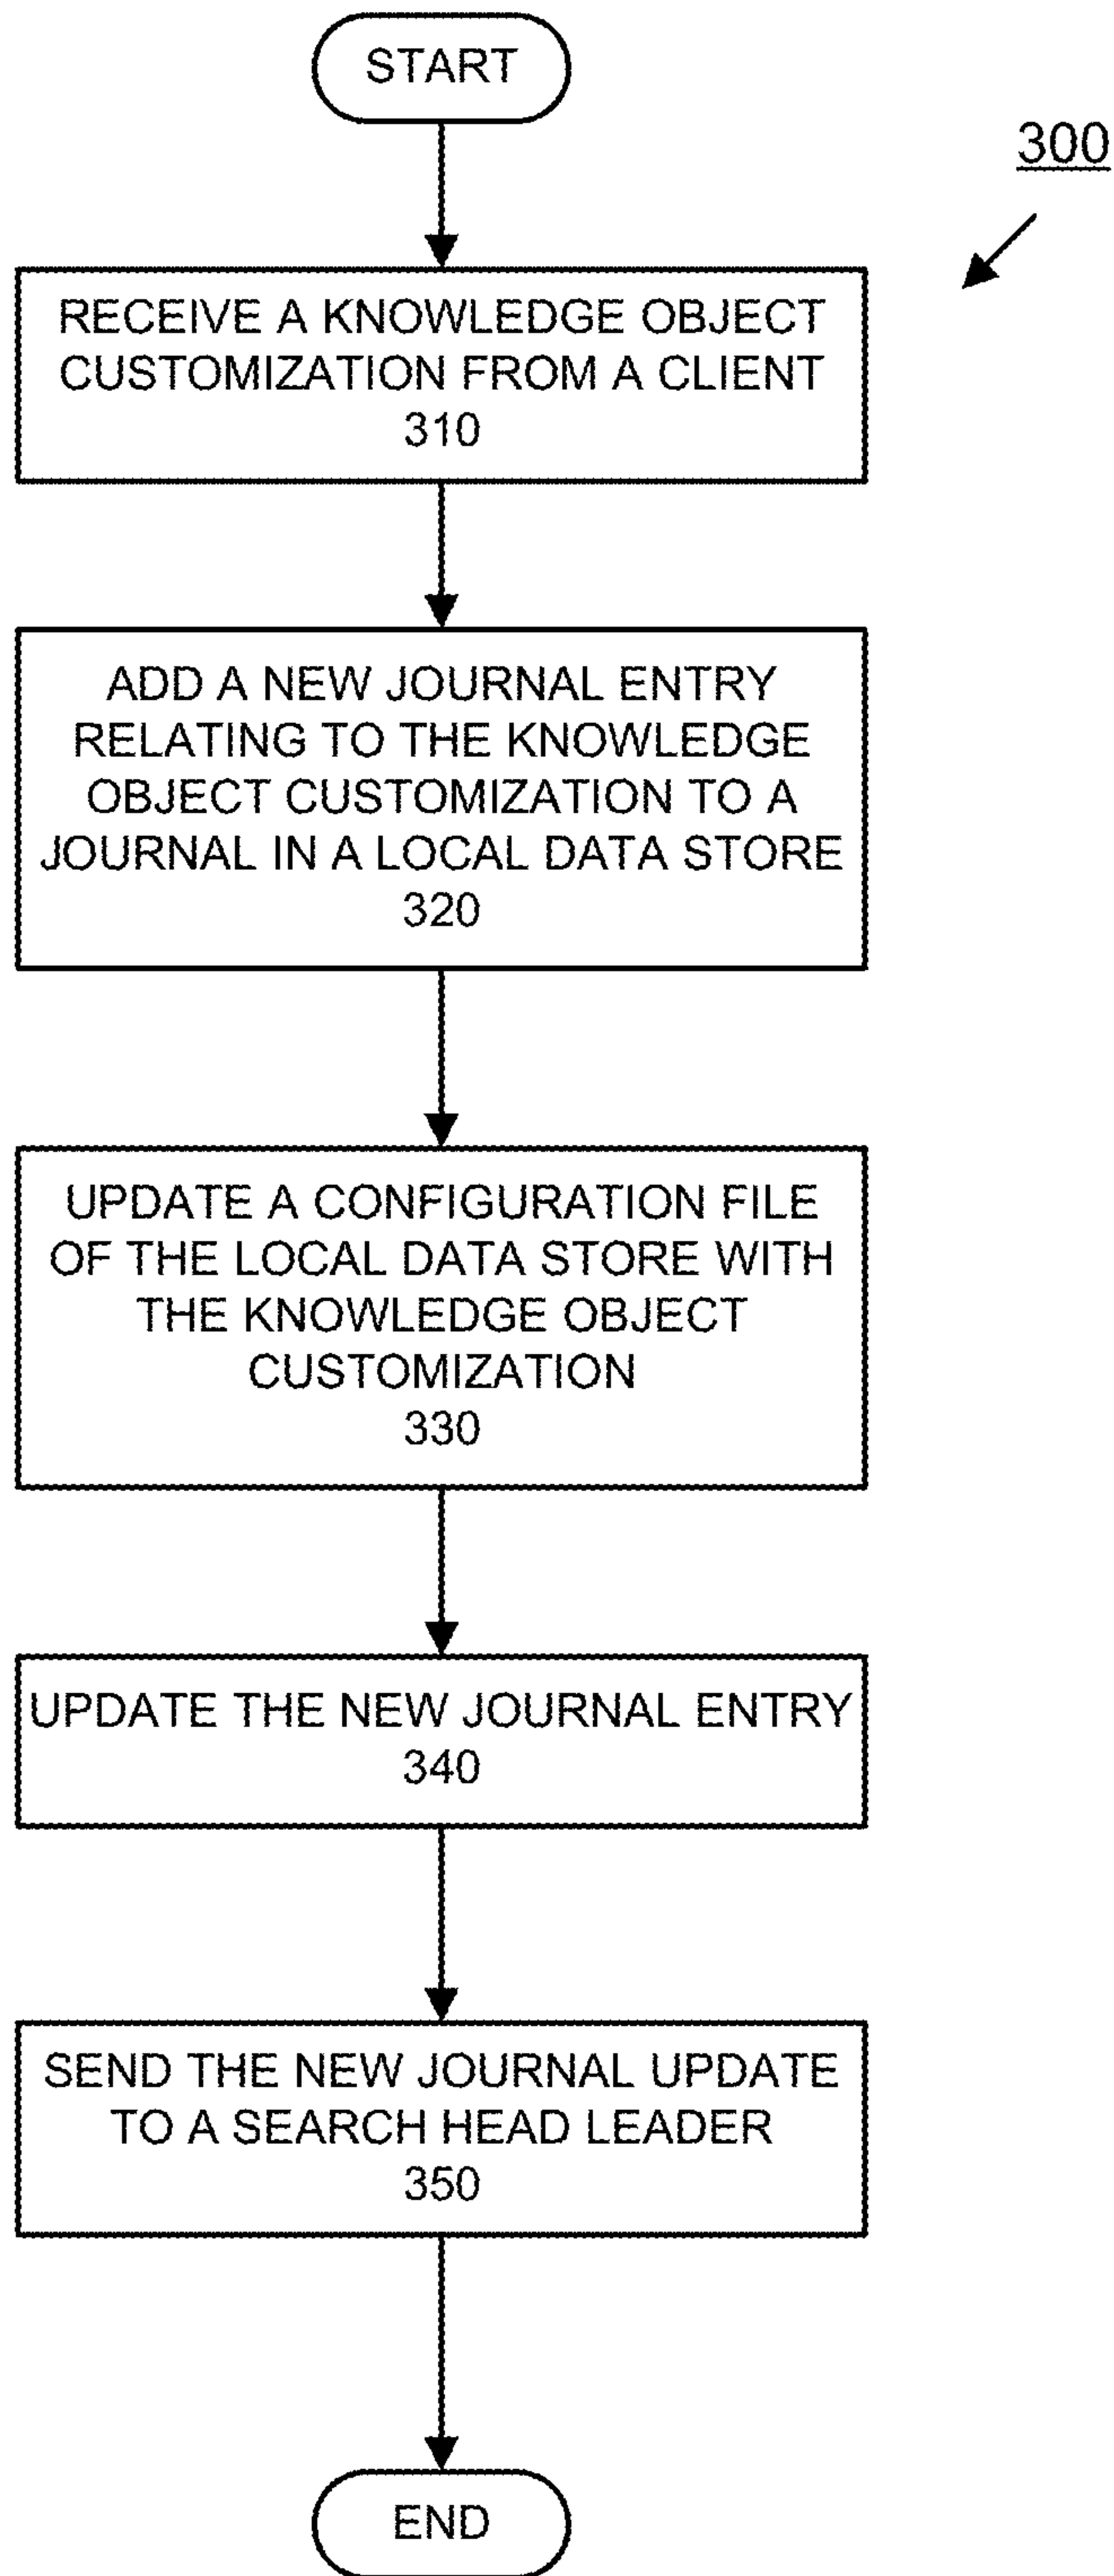 START
300
RECEIVE A KNOWLEDGE OBJECT
CUSTOMIZATION FROM A CLIENT
310
ADD A NEW JOURNAL ENTRY
RELATING TO THE KNOWLEDGE
OBJECT CUSTOMIZATION TO A
JOURNAL IN A LOCAL DATA STORE
320
UPDATE A CONFIGURATION FILE
OF THE LOCAL DATA STORE WITH
THE KNOWLEDGE OBJECT
CUSTOMIZATION
330
UPDATE THE NEW JOURNAL ENTRY
340
SEND THE NEW JOURNAL UPDATE
TO A SEARCH HEAD LEADER
350
END